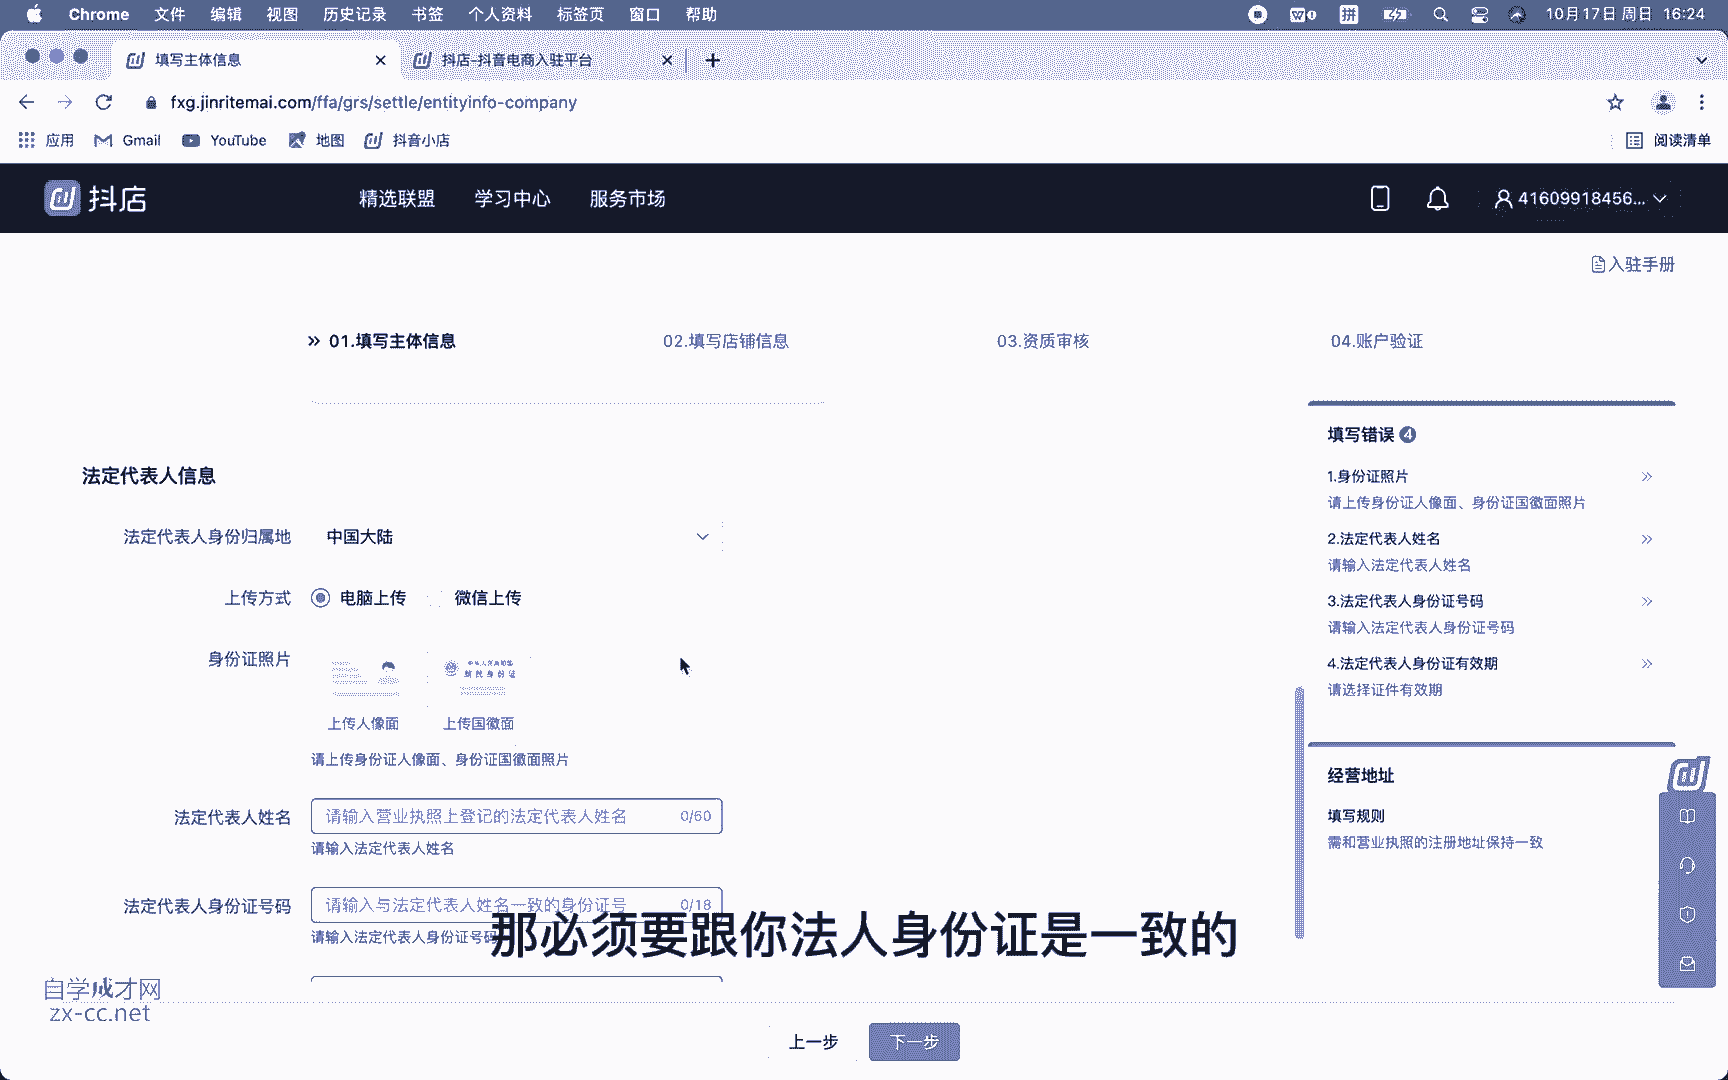 Chrome 文件 编辑 视图 历史记录 书签 个人资料 标签页 窗口 帮助 拼 10月17日 周日 16:24
填写主体信息 抖店-抖音电商入驻平台
fxg.jinritemai.com/ffa/grs/settle/entityinfo-company
应用 Gmail YouTube 地图 抖音小店 阅读清单
抖店 精选联盟 学习中心 服务市场 41609918456...
入驻手册
01.填写主体信息 02.填写店铺信息 03.资质审核 04.账户验证
填写错误 4
法定代表人信息
1.身份证照片
请上传身份证人像面、身份证国徽面照片
法定代表人身份归属地 中国大陆
2.法定代表人姓名
请输入法定代表人姓名
上传方式 电脑上传 微信上传
3.法定代表人身份证号码
请输入法定代表人身份证号码
身份证照片
4.法定代表人身份证有效期
请选择证件有效期
上传人像面 上传国徽面
请上传身份证人像面、身份证国徽面照片
经营地址
填写规则
需和营业执照的注册地址保持一致
法定代表人姓名 请输入营业执照上登记的法定代表人姓名 0/60
请输入法定代表人姓名
法定代表人身份证号码 请输入与法定代表人姓名一致的身份证号 0/18
请输入法定代表人身份证号码
那必须要跟你法人身份证是一致的
自学成才网
zx-cc.net
上一步 下一步